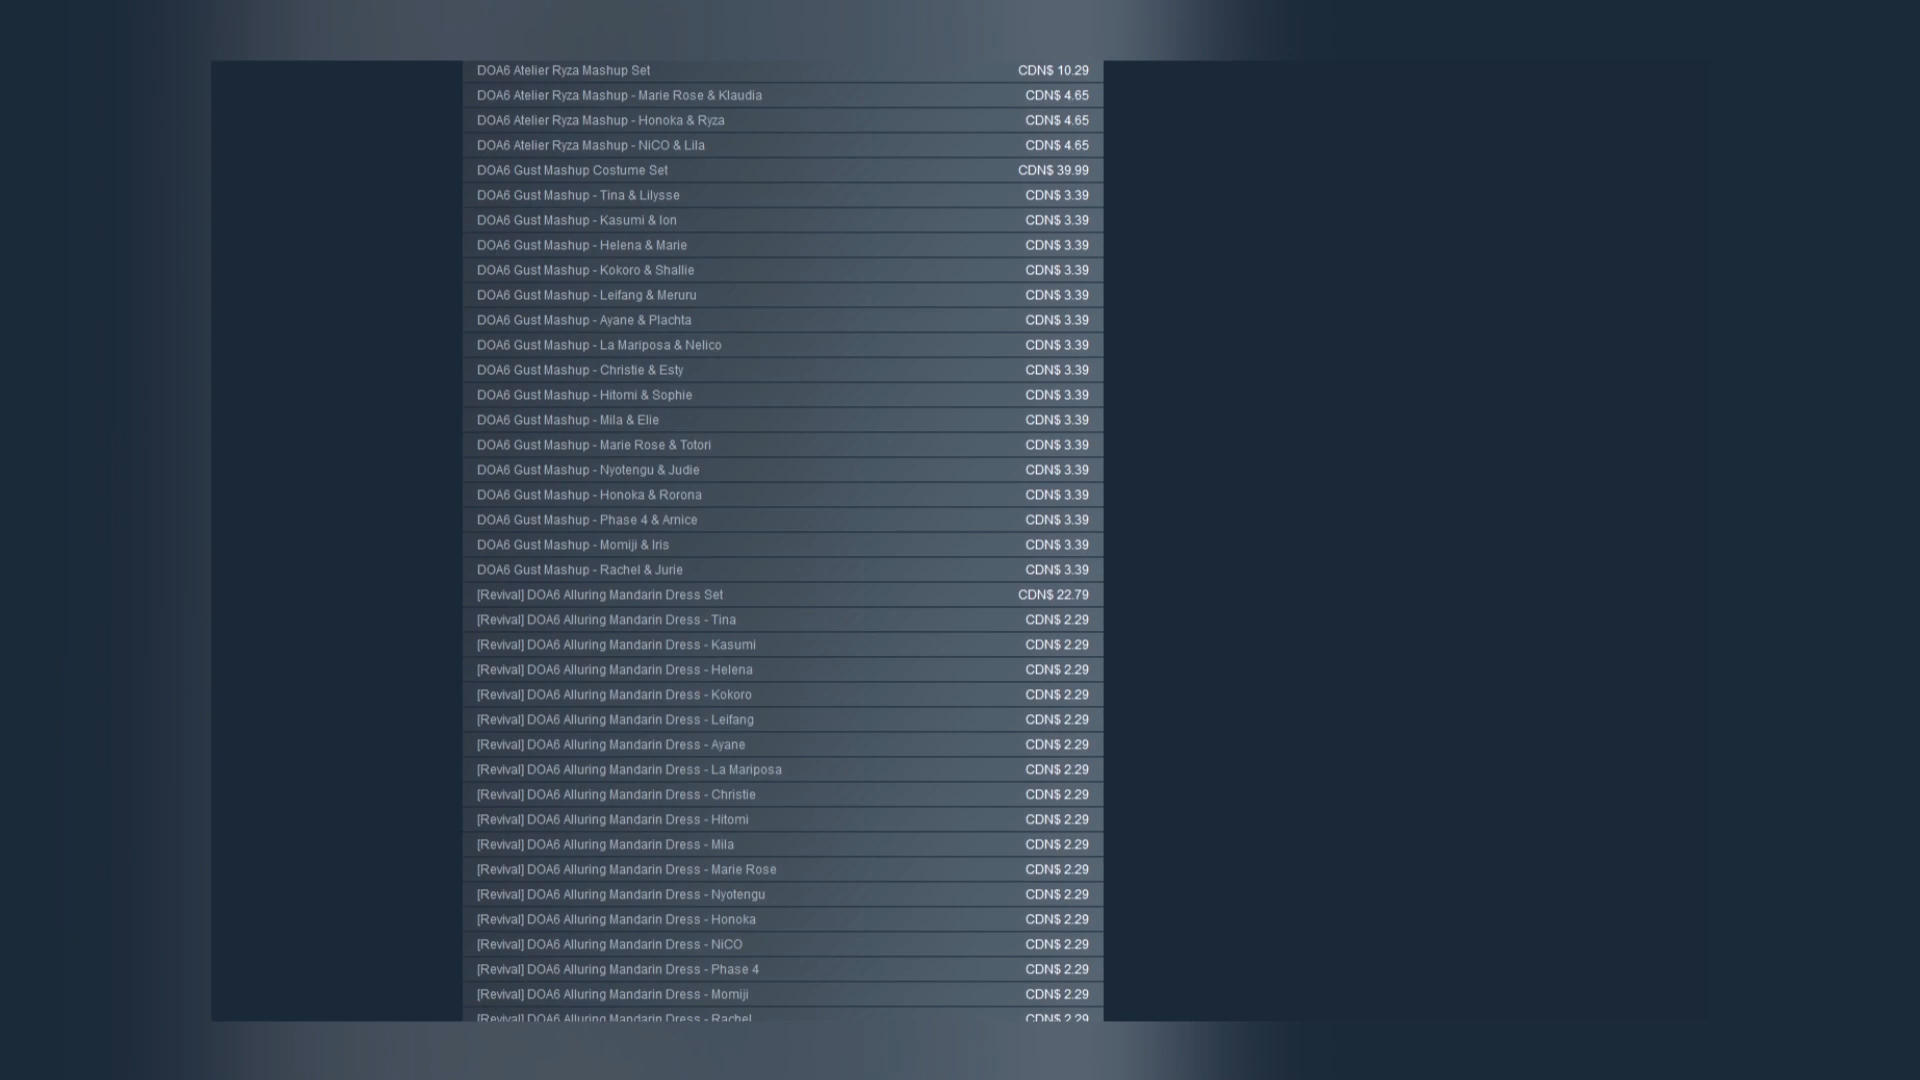 DOA6 Atelier Ryza Mashup Set CDN$ 10.29
DOA6 Atelier Ryza Mashup - Marie Rose & Klaudia CDN$ 4.65
DOA6 Atelier Ryza Mashup - Honoka & Ryza CDN$ 4.65
DOA6 Atelier Ryza Mashup - NiCO & Lila CDN$ 4.65
DOA6 Gust Mashup Costume Set CDN$ 39.99
DOA6 Gust Mashup - Tina & Lilysse CDN$ 3.39
DOA6 Gust Mashup - Kasumi & Ion CDN$ 3.39
DOA6 Gust Mashup - Helena & Marie CDN$ 3.39
DOA6 Gust Mashup - Kokoro & Shallie CDN$ 3.39
DOA6 Gust Mashup - Leifang & Meruru CDN$ 3.39
DOA6 Gust Mashup - Ayane & Plachta CDN$ 3.39
DOA6 Gust Mashup - La Mariposa & Nelico CDN$ 3.39
DOA6 Gust Mashup - Christie & Esty CDN$ 3.39
DOA6 Gust Mashup - Hitomi & Sophie CDN$ 3.39
DOA6 Gust Mashup - Mila & Elie CDN$ 3.39
DOA6 Gust Mashup - Marie Rose & Totori CDN$ 3.39
DOA6 Gust Mashup - Nyotengu & Judie CDN$ 3.39
DOA6 Gust Mashup - Honoka & Rorona CDN$ 3.39
DOA6 Gust Mashup - Phase 4 & Arnice CDN$ 3.39
DOA6 Gust Mashup - Momiji & Iris CDN$ 3.39
DOA6 Gust Mashup - Rachel & Jurie CDN$ 3.39
[Revival] DOA6 Alluring Mandarin Dress Set CDN$ 22.79
[Revival] DOA6 Alluring Mandarin Dress - Tina CDN$ 2.29
[Revival] DOA6 Alluring Mandarin Dress - Kasumi CDN$ 2.29
[Revival] DOA6 Alluring Mandarin Dress - Helena CDN$ 2.29
[Revival] DOA6 Alluring Mandarin Dress - Kokoro CDN$ 2.29
[Revival] DOA6 Alluring Mandarin Dress - Leifang CDN$ 2.29
[Revival] DOA6 Alluring Mandarin Dress - Ayane CDN$ 2.29
[Revival] DOA6 Alluring Mandarin Dress - La Mariposa CDN$ 2.29
[Revival] DOA6 Alluring Mandarin Dress - Christie CDN$ 2.29
[Revival] DOA6 Alluring Mandarin Dress - Hitomi CDN$ 2.29
[Revival] DOA6 Alluring Mandarin Dress - Mila CDN$ 2.29
[Revival] DOA6 Alluring Mandarin Dress - Marie Rose CDN$ 2.29
[Revival] DOA6 Alluring Mandarin Dress - Nyotengu CDN$ 2.29
[Revival] DOA6 Alluring Mandarin Dress - Honoka CDN$ 2.29
[Revival] DOA6 Alluring Mandarin Dress - NiCO CDN$ 2.29
[Revival] DOA6 Alluring Mandarin Dress - Phase 4 CDN$ 2.29
[Revival] DOA6 Alluring Mandarin Dress - Momiji CDN$ 2.29
[Revival] DOA6 Alluring Mandarin Dress - Rachel CDN$ 2.29